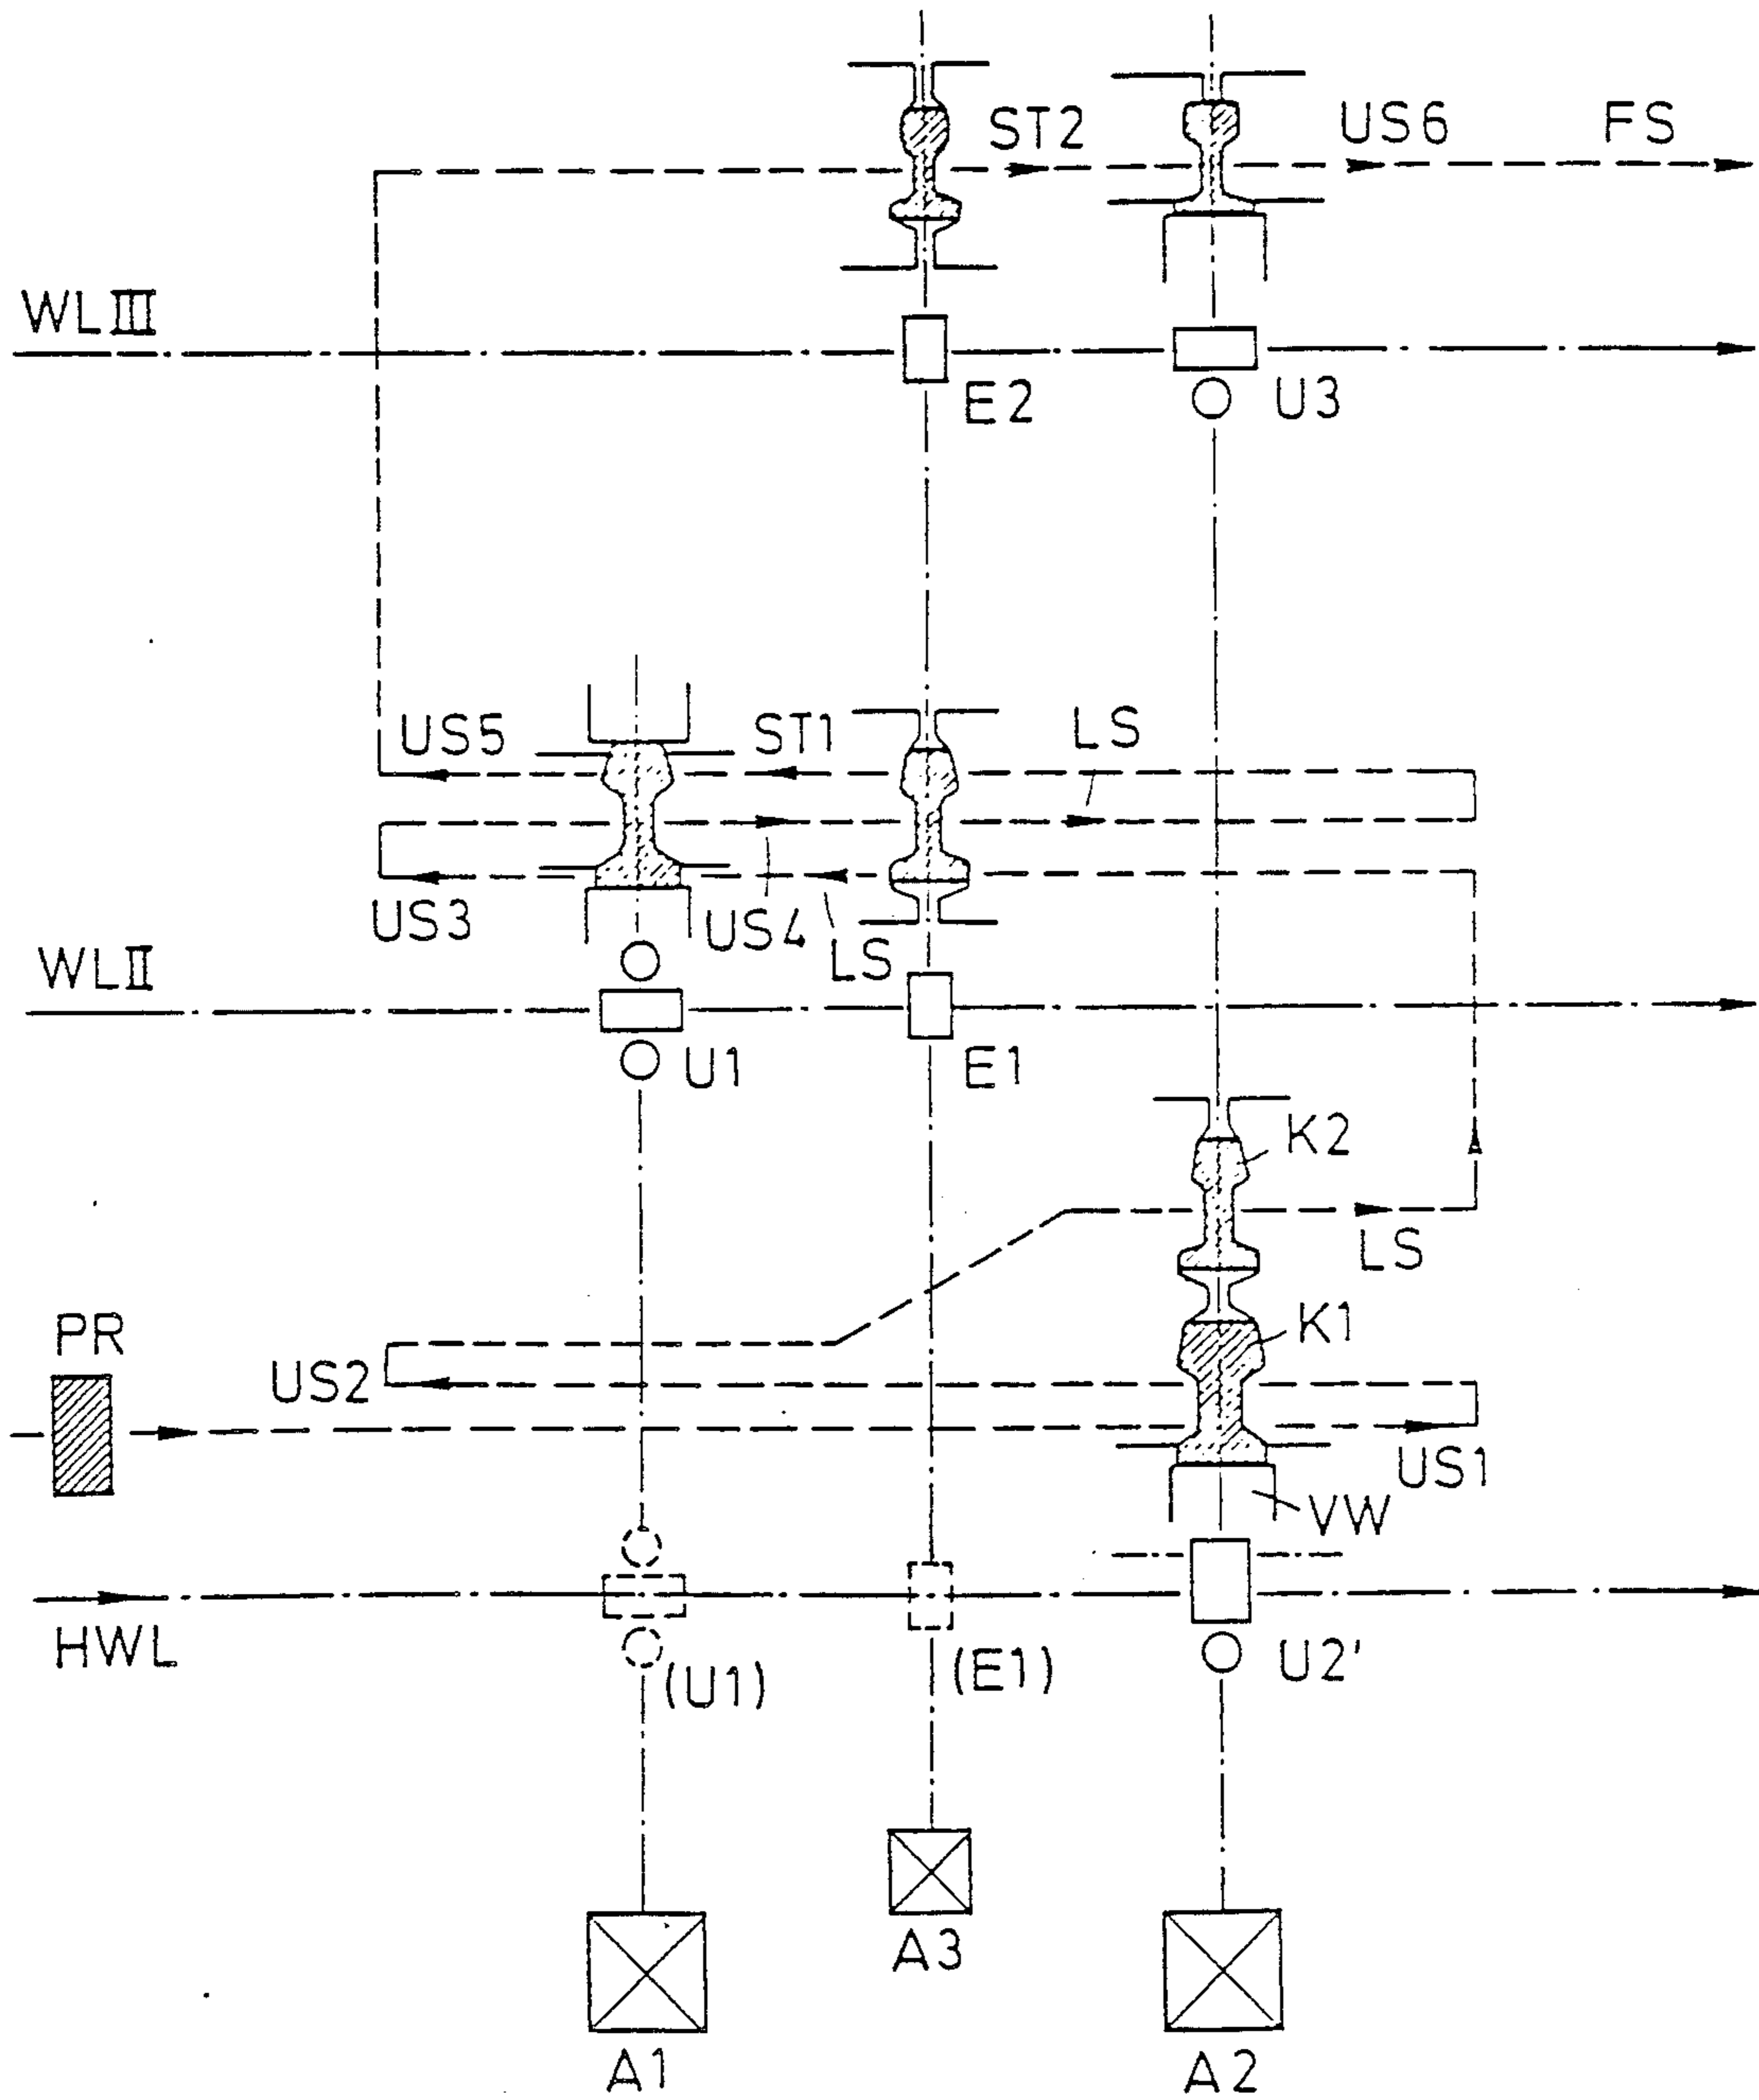 ST2
US6
FS
WLIII
E2
U3
US5
ST1
LS
US3
US4
LS
WLII
U1
E1
K2
LS
PR
K1
US2
US1
VW
HWL
(U1)
(E1)
U2'
A3
A1
A2